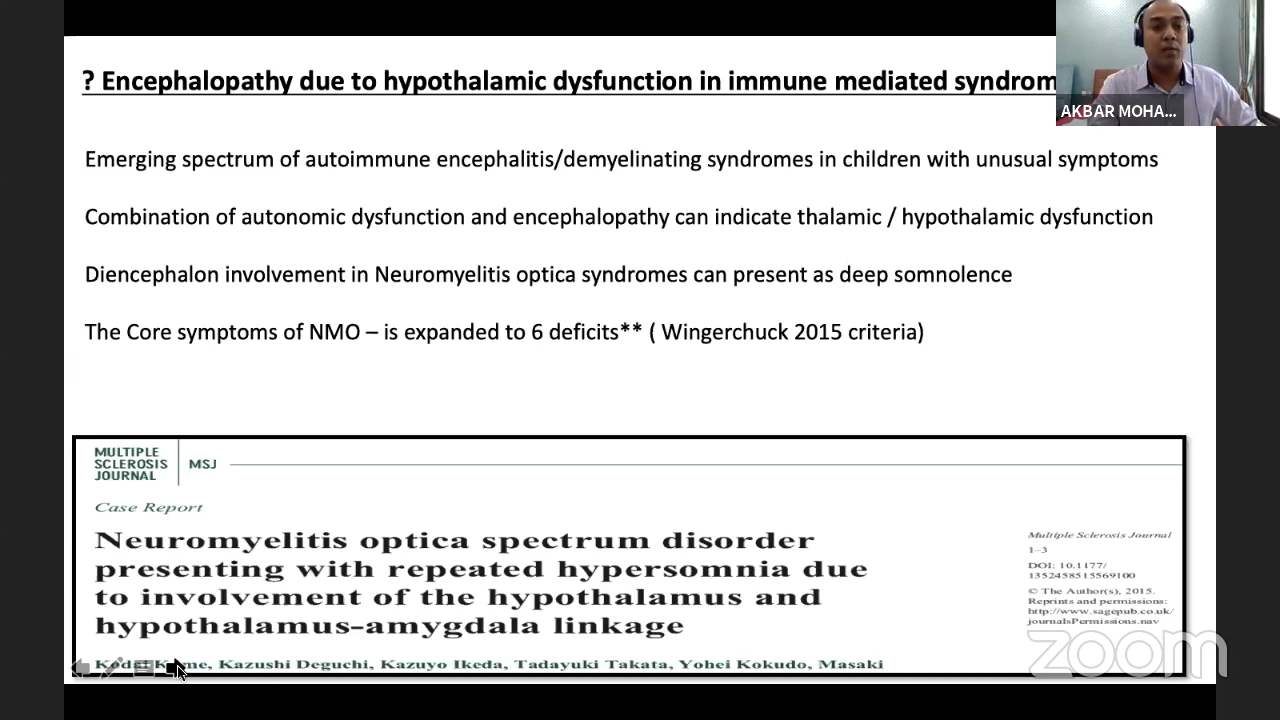 ? Encephalopathy due to hypothalamic dysfunction in immune mediated syndrom
AKBAR MOHA...
Emerging spectrum of autoimmune encephalitis/demyelinating syndromes in children with unusual symptoms
Combination of autonomic dysfunction and encephalopathy can indicate thalamic / hypothalamic dysfunction
Diencephalon involvement in Neuromyelitis optica syndromes can present as deep somnolence
The Core symptoms of NMO – is expanded to 6 deficits** ( Wingerchuck 2015 criteria)
MULTIPLE
SCLEROSIS
JOURNAL
MSJ
Case Report
Neuromyelitis optica spectrum disorder
presenting with repeated hypersomnia due
to involvement of the hypothalamus and
hypothalamus-amygdala linkage
Kazushi Deguchi, Kazuyo Ikeda, Tadayuki Takata, Yohei Kokudo, Masaki
Multiple Sclerosis Journal
1–3
DOI: 10.1177/
1352458515569100
© The Author(s), 2015.
Reprints and permissions:
http://www.sagepub.co.uk/
journalsPermissions.nav
zoom